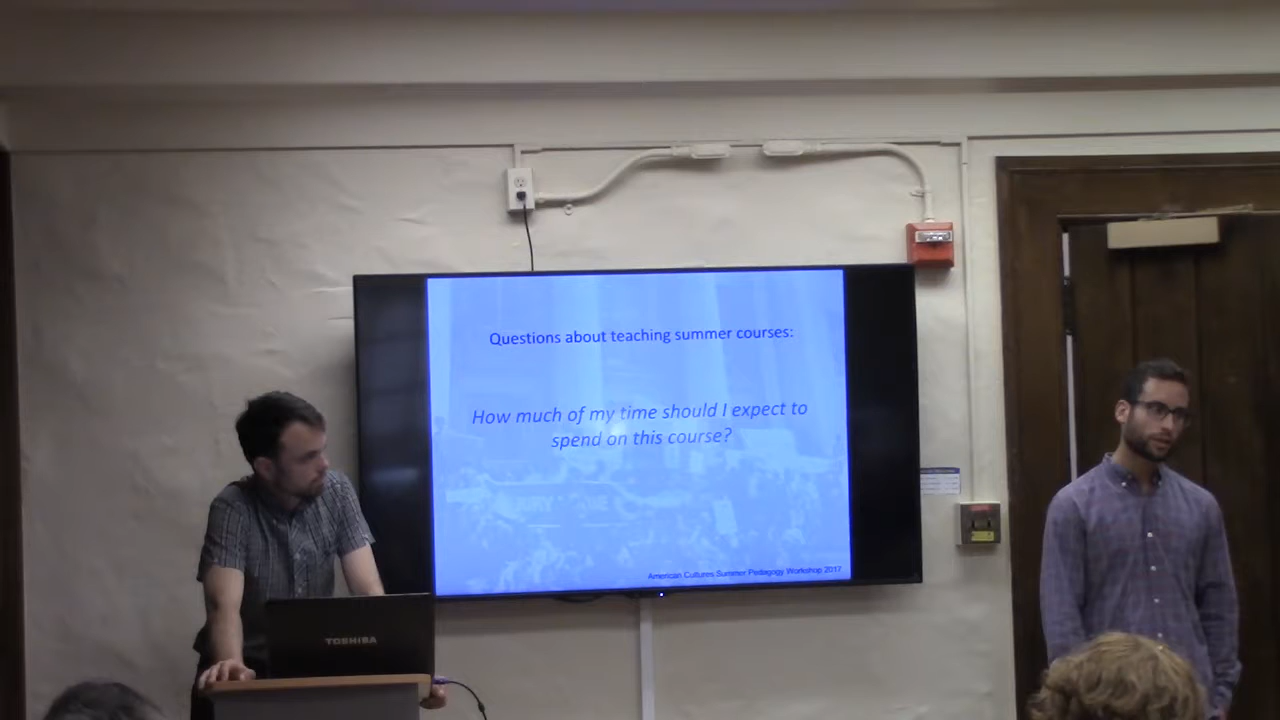 Questions about teaching summer courses:
How much of my time should I expect to
spend on this course?
American Cultures Summer Pedagogy Workshop 2017
TOSHIBA